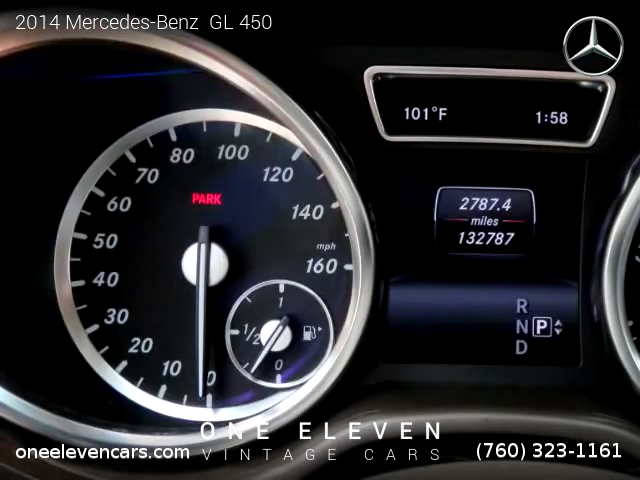 2014 Mercedes-Benz GL 450
101°F 1:58
80 100
70 120
60 PARK 140
2787.4
miles
132787
50 mph
40 160
30 1
20 1/2
10 0 0
R
N P
D
ONE ELEVEN
VINTAGE CARS
oneelevencars.com (760) 323-1161